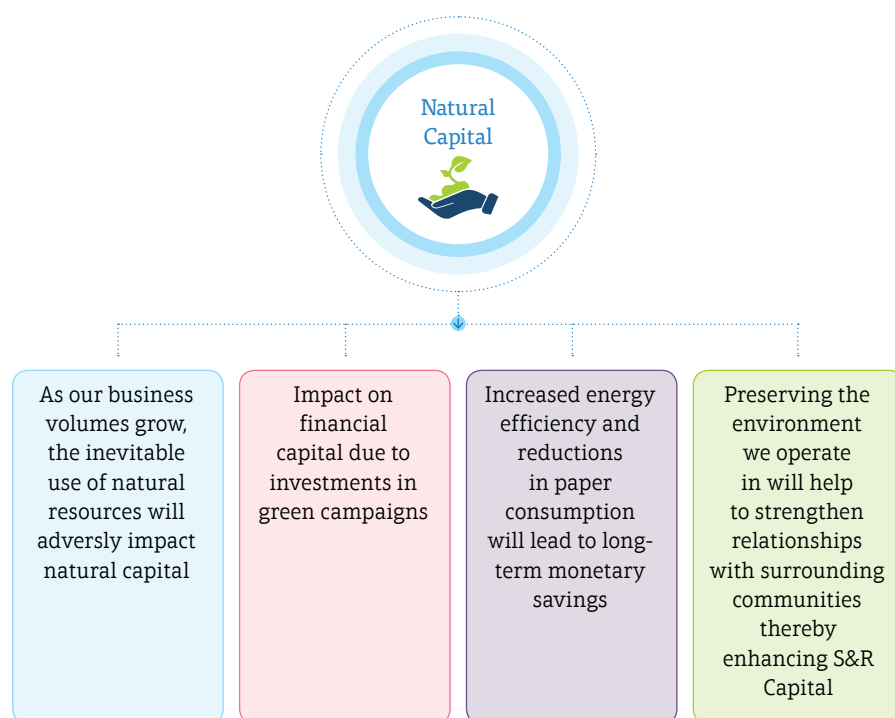 Natural
Capital
As our business
volumes grow,
the inevitable
use of natural
resources will
adversly impact
natural capital
Impact on
financial
capital due to
investments in
green campaigns
Increased energy
efficiency and
reductions
in paper
consumption
will lead to long-
term monetary
savings
Preserving the
environment
we operate
in will help
to strengthen
relationships
with surrounding
communities
thereby
enhancing S&R
Capital